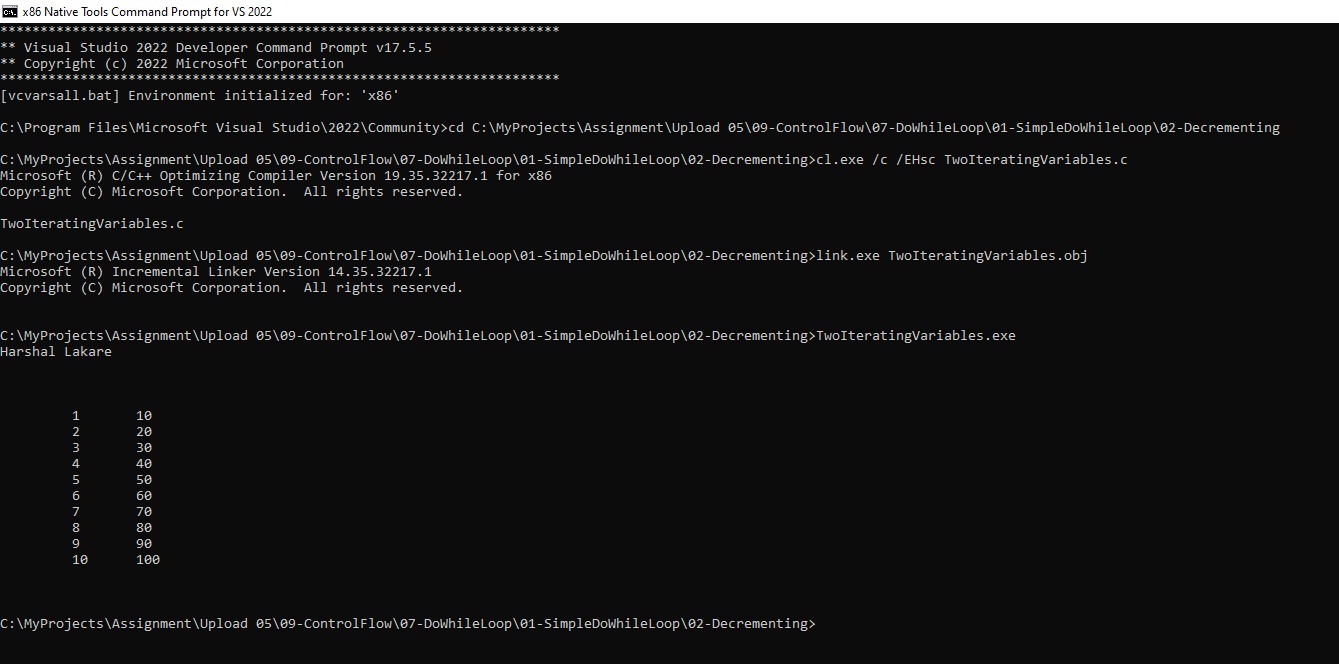 x86 Native Tools Command Prompt for VS 2022
**********************************************************************
** Visual Studio 2022 Developer Command Prompt v17.5.5
** Copyright (c) 2022 Microsoft Corporation
**********************************************************************
[vcvarsall.bat] Environment initialized for: 'x86'
C:\Program Files\Microsoft Visual Studio\2022\Community>cd C:\MyProjects\Assignment\Upload 05\09-ControlFlow\07-DoWhileLoop\01-SimpleDoWhileLoop\02-Decrementing
C:\MyProjects\Assignment\Upload 05\09-ControlFlow\07-DoWhileLoop\01-SimpleDoWhileLoop\02-Decrementing>cl.exe /c /EHsc TwoIteratingVariables.c
Microsoft (R) C/C++ Optimizing Compiler Version 19.35.32217.1 for x86
Copyright (C) Microsoft Corporation.  All rights reserved.
TwoIteratingVariables.c
C:\MyProjects\Assignment\Upload 05\09-ControlFlow\07-DoWhileLoop\01-SimpleDoWhileLoop\02-Decrementing>link.exe TwoIteratingVariables.obj
Microsoft (R) Incremental Linker Version 14.35.32217.1
Copyright (C) Microsoft Corporation.  All rights reserved.
C:\MyProjects\Assignment\Upload 05\09-ControlFlow\07-DoWhileLoop\01-SimpleDoWhileLoop\02-Decrementing>TwoIteratingVariables.exe
Harshal Lakare
1 10
2 20
3 30
4 40
5 50
6 60
7 70
8 80
9 90
10 100
C:\MyProjects\Assignment\Upload 05\09-ControlFlow\07-DoWhileLoop\01-SimpleDoWhileLoop\02-Decrementing>